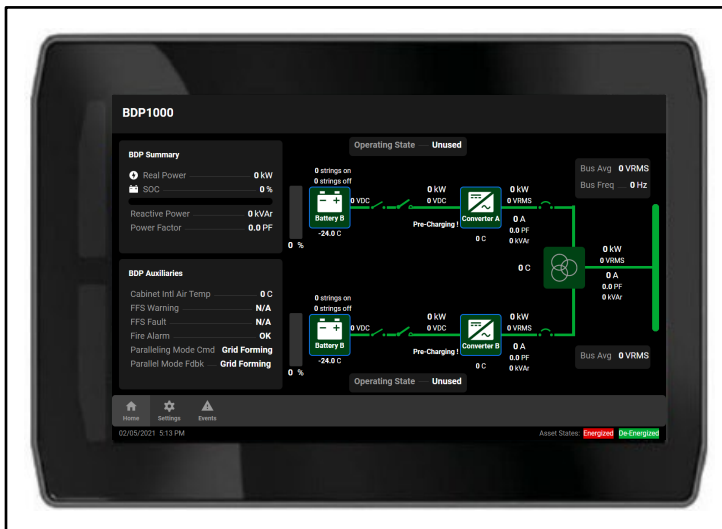 BDP1000
BDP Summary
Real Power 0 kW
SOC 0 %
Reactive Power 0 kVAr
Power Factor 0.0 PF
BDP Auxiliaries
Cabinet Intl Air Temp 0 C
FFS Warning N/A
FFS Fault N/A
Fire Alarm OK
Paralleling Mode Cmd Grid Forming
Parallel Mode Fdbk Grid Forming
Operating State Unused
0 strings on
0 strings off
Battery B
-24.0 C
0 %
0 VDC
0 kW
0 VDC
Pre-Charging !
Converter A
0 C
0 kW
0 VRMS
0 A
0.0 PF
0 kVAr
Bus Avg 0 VRMS
Bus Freq 0 Hz
0 C
0 kW
0 VRMS
0 A
0.0 PF
0 kVAr
0 strings on
0 strings off
Battery B
-24.0 C
0 %
0 VDC
0 kW
0 VDC
Pre-Charging !
Converter B
0 C
0 kW
0 VRMS
0 A
0.0 PF
0 kVAr
Bus Avg 0 VRMS
Operating State Unused
Home Settings Events
02/05/2021 5:13 PM
Asset States: Energized De-Energized